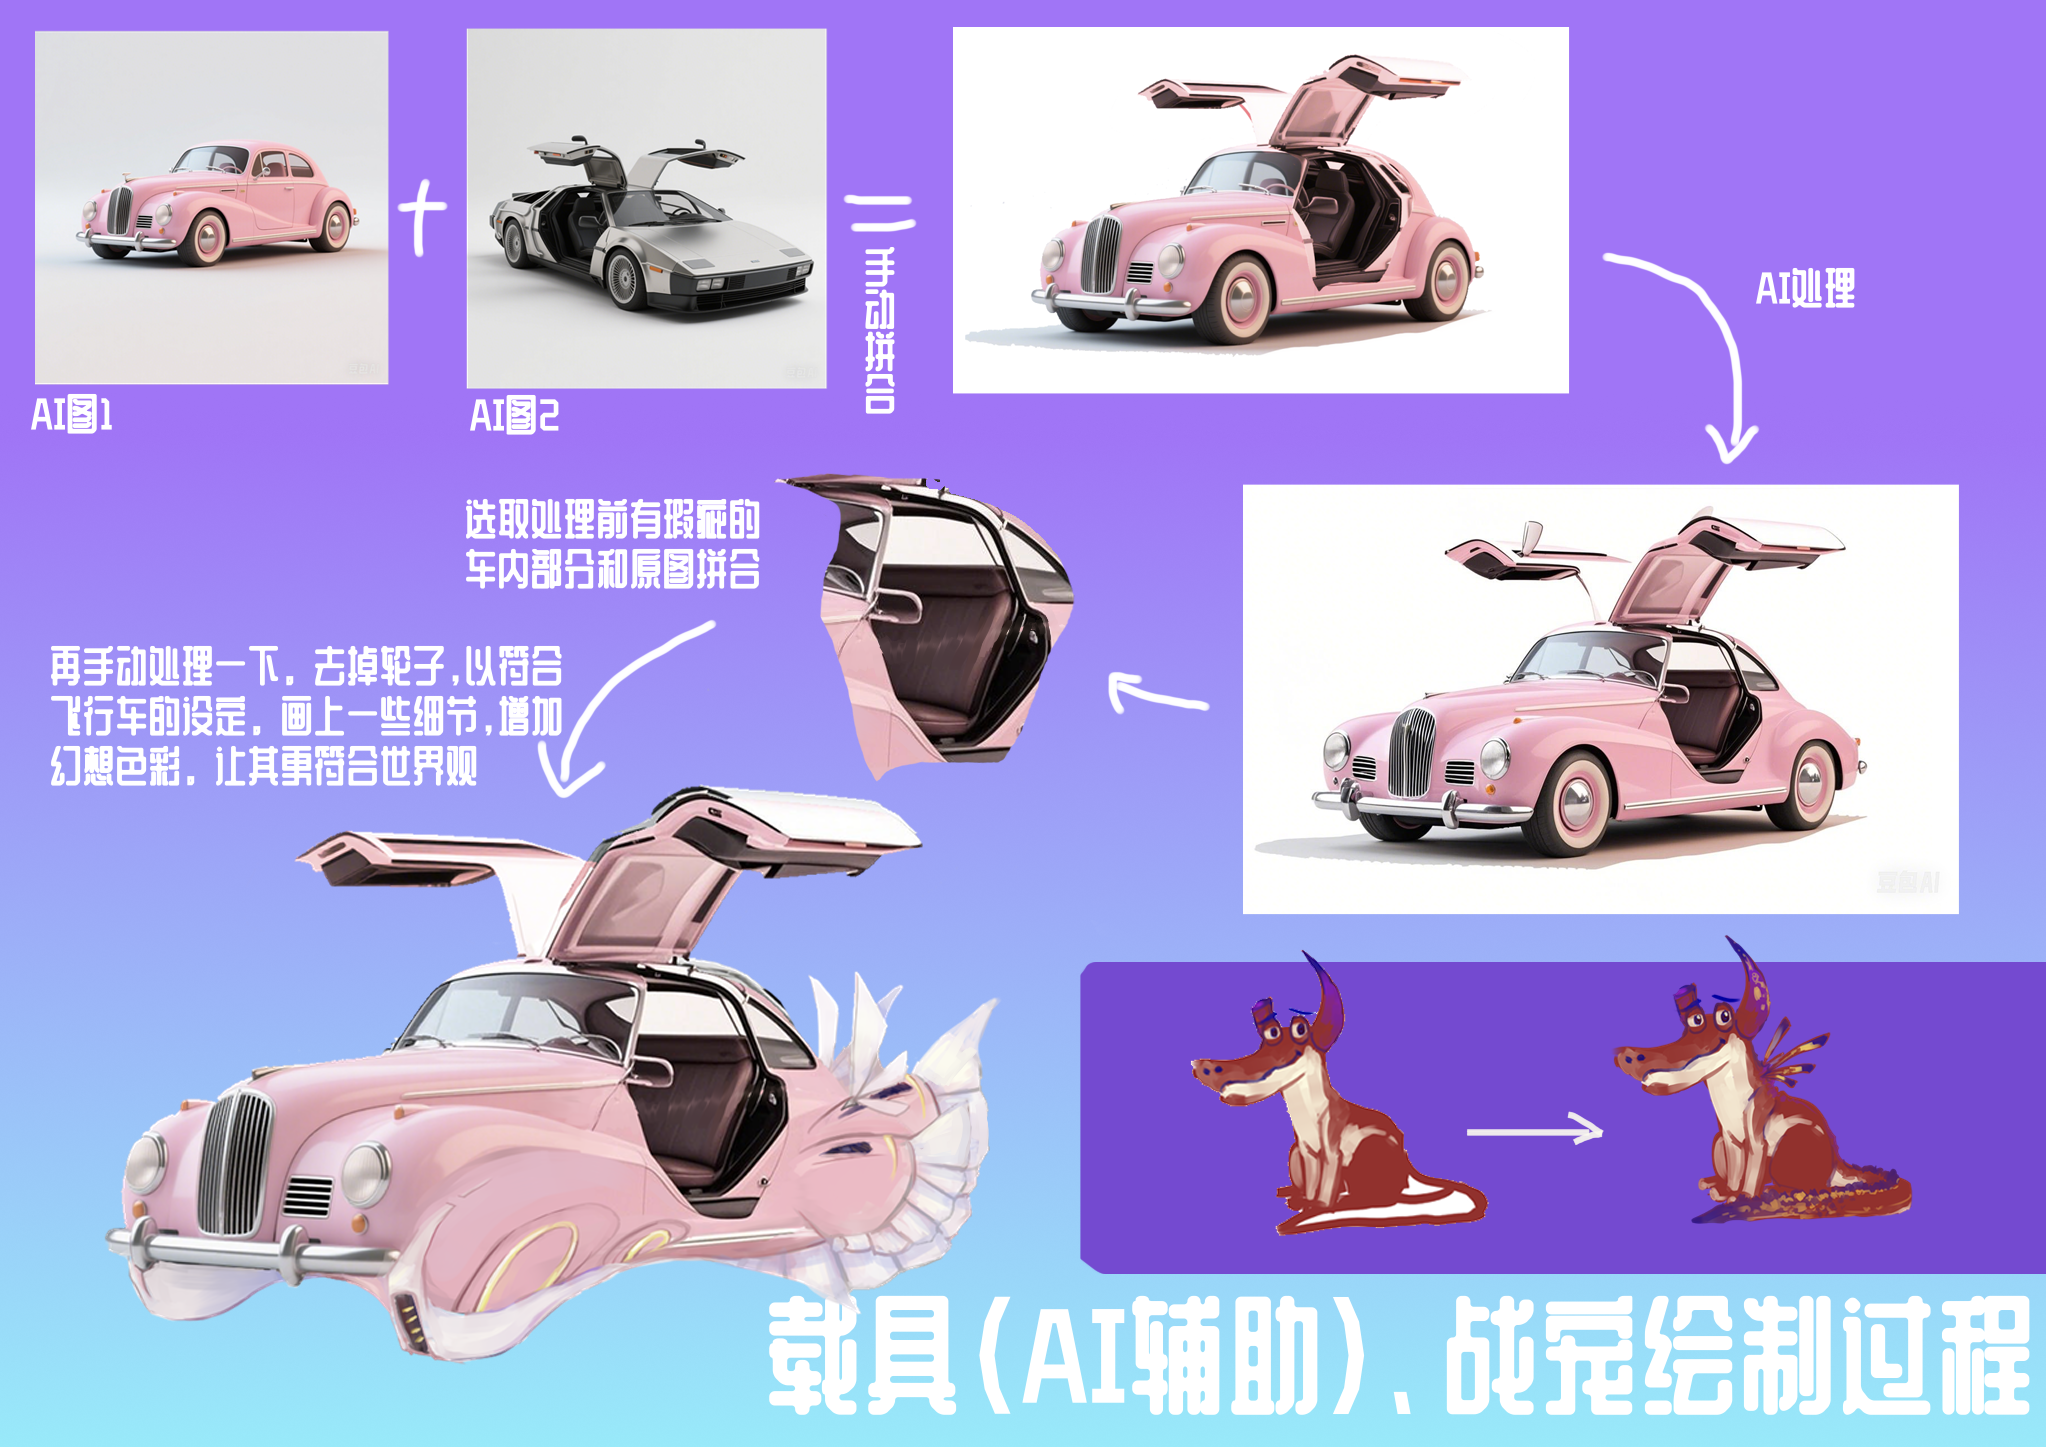 AI图1
AI图2
手动拼合
AI处理
选取处理前有瑕疵的
车内部分和原图拼合
再手动处理一下。去掉轮子,以符合
飞行车的设定。画上一些细节,增加
幻想色彩。让其更符合世界观
豆包AI
载具(AI辅助)、战宠绘制过程